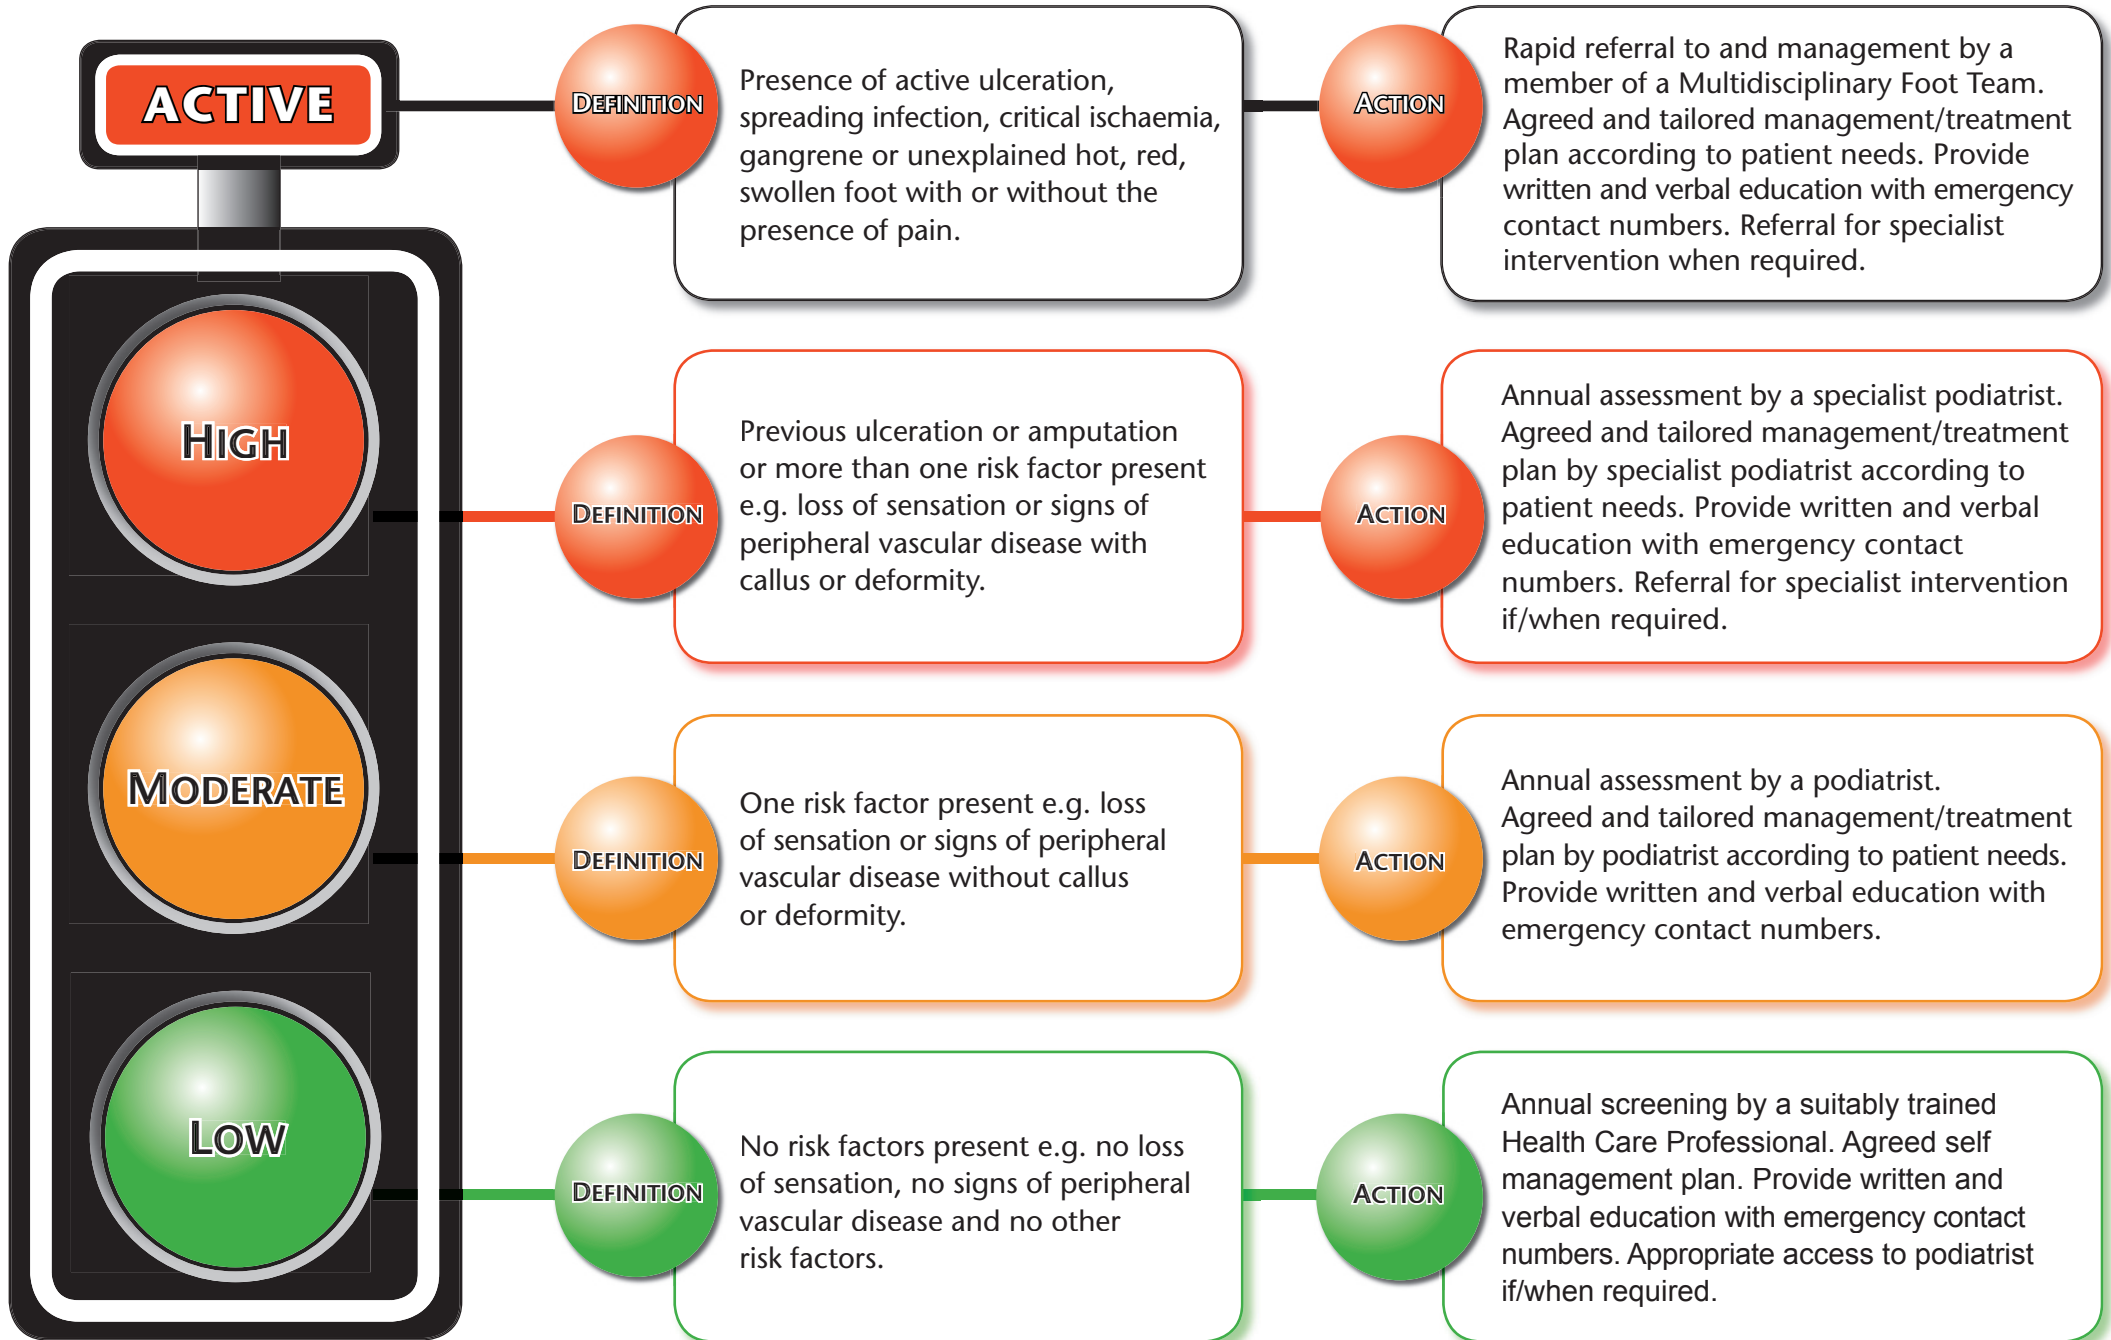 ACTIVE
DEFINITION
Presence of active ulceration,
spreading infection, critical ischaemia,
gangrene or unexplained hot, red,
swollen foot with or without the
presence of pain.
ACTION
Rapid referral to and management by a
member of a Multidisciplinary Foot Team.
Agreed and tailored management/treatment
plan according to patient needs. Provide
written and verbal education with emergency
contact numbers. Referral for specialist
intervention when required.
HIGH
DEFINITION
Previous ulceration or amputation
or more than one risk factor present
e.g. loss of sensation or signs of
peripheral vascular disease with
callus or deformity.
ACTION
Annual assessment by a specialist podiatrist.
Agreed and tailored management/treatment
plan by specialist podiatrist according to
patient needs. Provide written and verbal
education with emergency contact
numbers. Referral for specialist intervention
if/when required.
MODERATE
DEFINITION
One risk factor present e.g. loss
of sensation or signs of peripheral
vascular disease without callus
or deformity.
ACTION
Annual assessment by a podiatrist.
Agreed and tailored management/treatment
plan by podiatrist according to patient needs.
Provide written and verbal education with
emergency contact numbers.
LOW
DEFINITION
No risk factors present e.g. no loss
of sensation, no signs of peripheral
vascular disease and no other
risk factors.
ACTION
Annual screening by a suitably trained
Health Care Professional. Agreed self
management plan. Provide written and
verbal education with emergency contact
numbers. Appropriate access to podiatrist
if/when required.